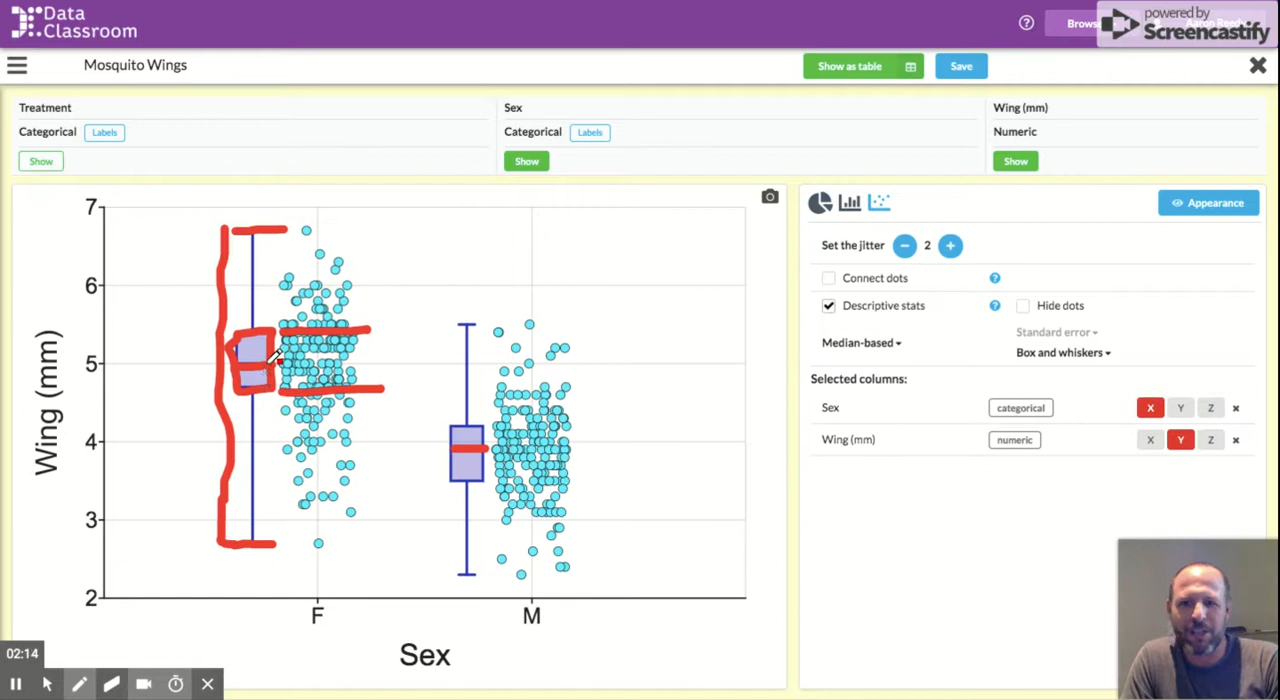 Data
Classroom
Brows
powered by
Screencastify
Mosquito Wings
Show as table
Save
Treatment
Sex
Wing (mm)
Categorical Labels
Categorical Labels
Numeric
Show
Show
Show
Appearance
Set the jitter 2
Connect dots
Descriptive stats
Hide dots
Standard error
Median-based
Box and whiskers
Selected columns:
Sex categorical X Y Z
Wing (mm) numeric X Y Z
7
6
5
4
3
2
Wing (mm)
F M
Sex
02:14